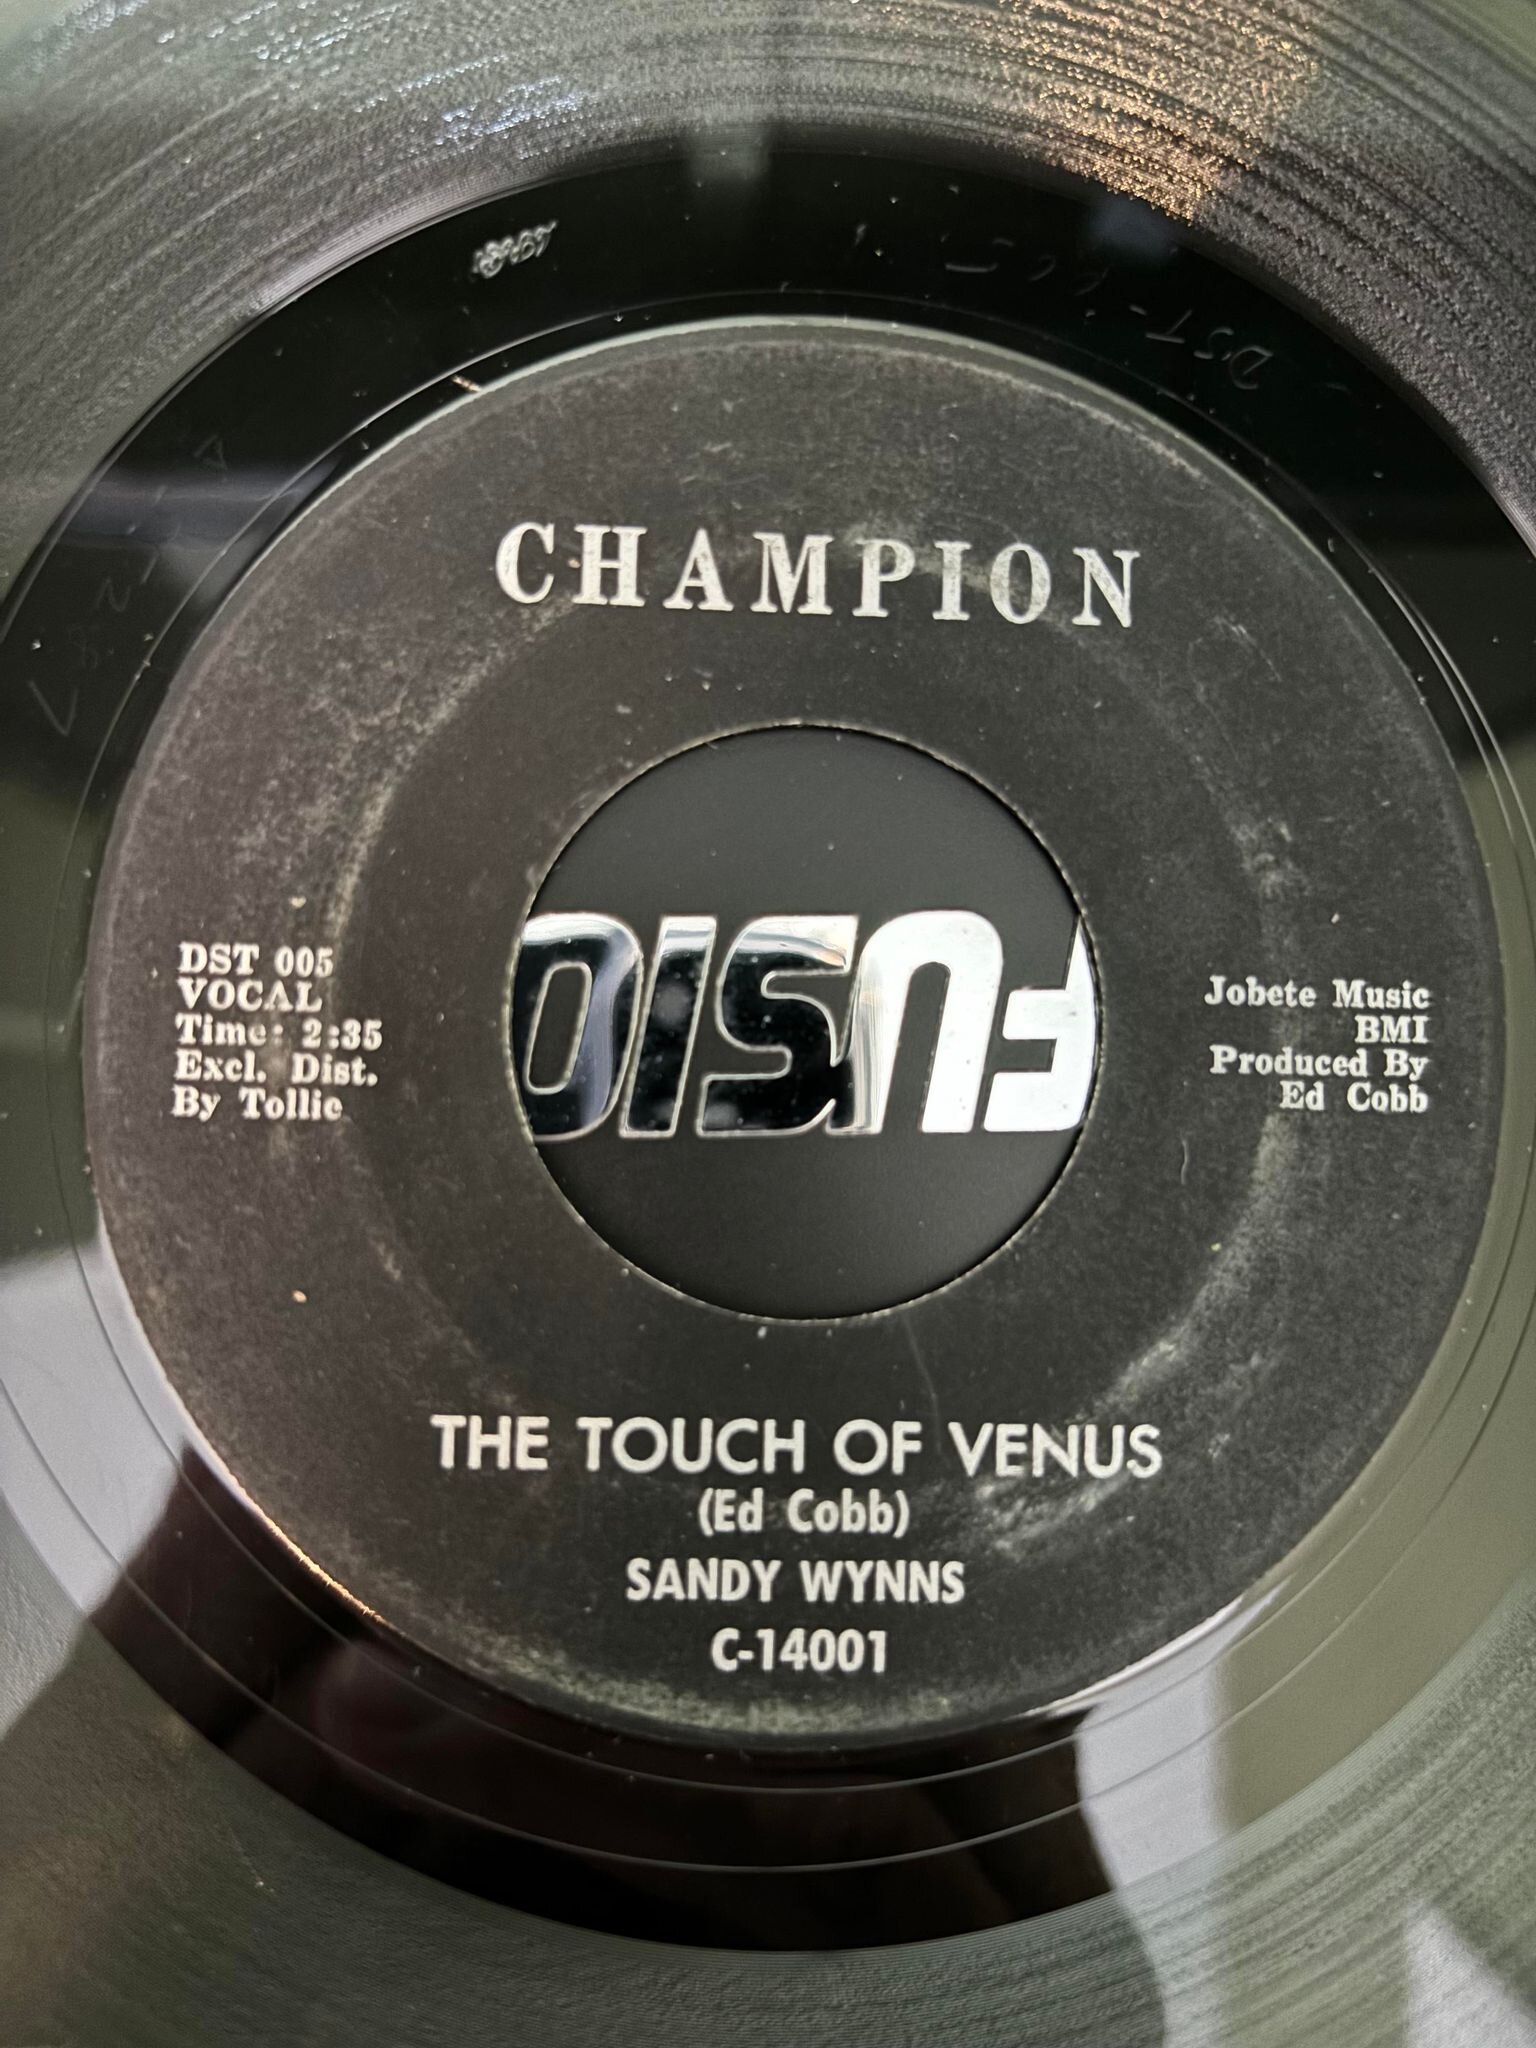 CHAMPION
DST 005
VOCAL
Time: 2:35
Excl. Dist.
By Tollie
Jobete Music
BMI
Produced By
Ed Cobb
THE TOUCH OF VENUS
(Ed Cobb)
SANDY WYNNS
C-14001